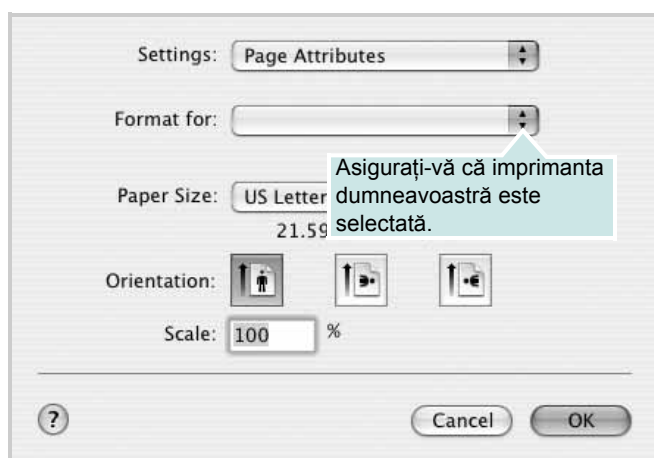 Settings: Page Attributes
Format for:
Asigurați-vă că imprimanta
dumneavoastră este
selectată.
Paper Size: US Letter
21.59
Orientation:
Scale: 100 %
? Cancel OK